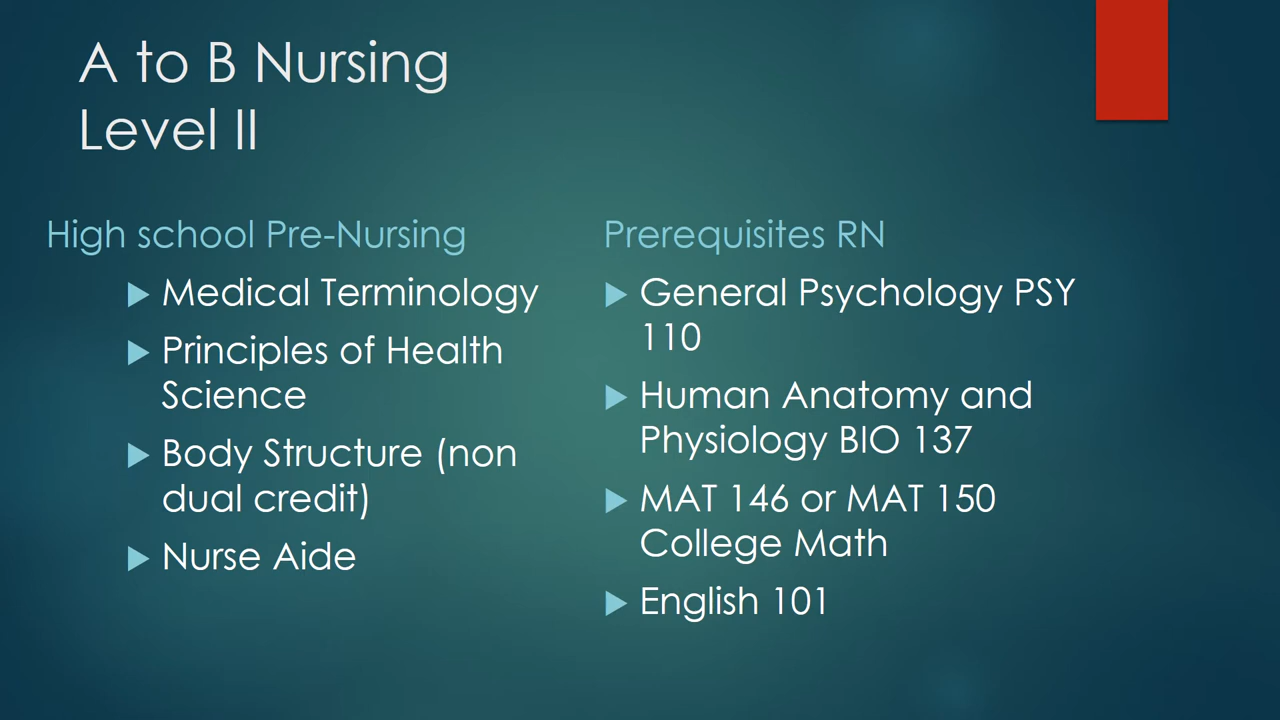 A to B Nursing
Level II
High school Pre-Nursing
Medical Terminology
Principles of Health
Science
Body Structure (non
dual credit)
Nurse Aide
Prerequisites RN
General Psychology PSY
110
Human Anatomy and
Physiology BIO 137
MAT 146 or MAT 150
College Math
English 101